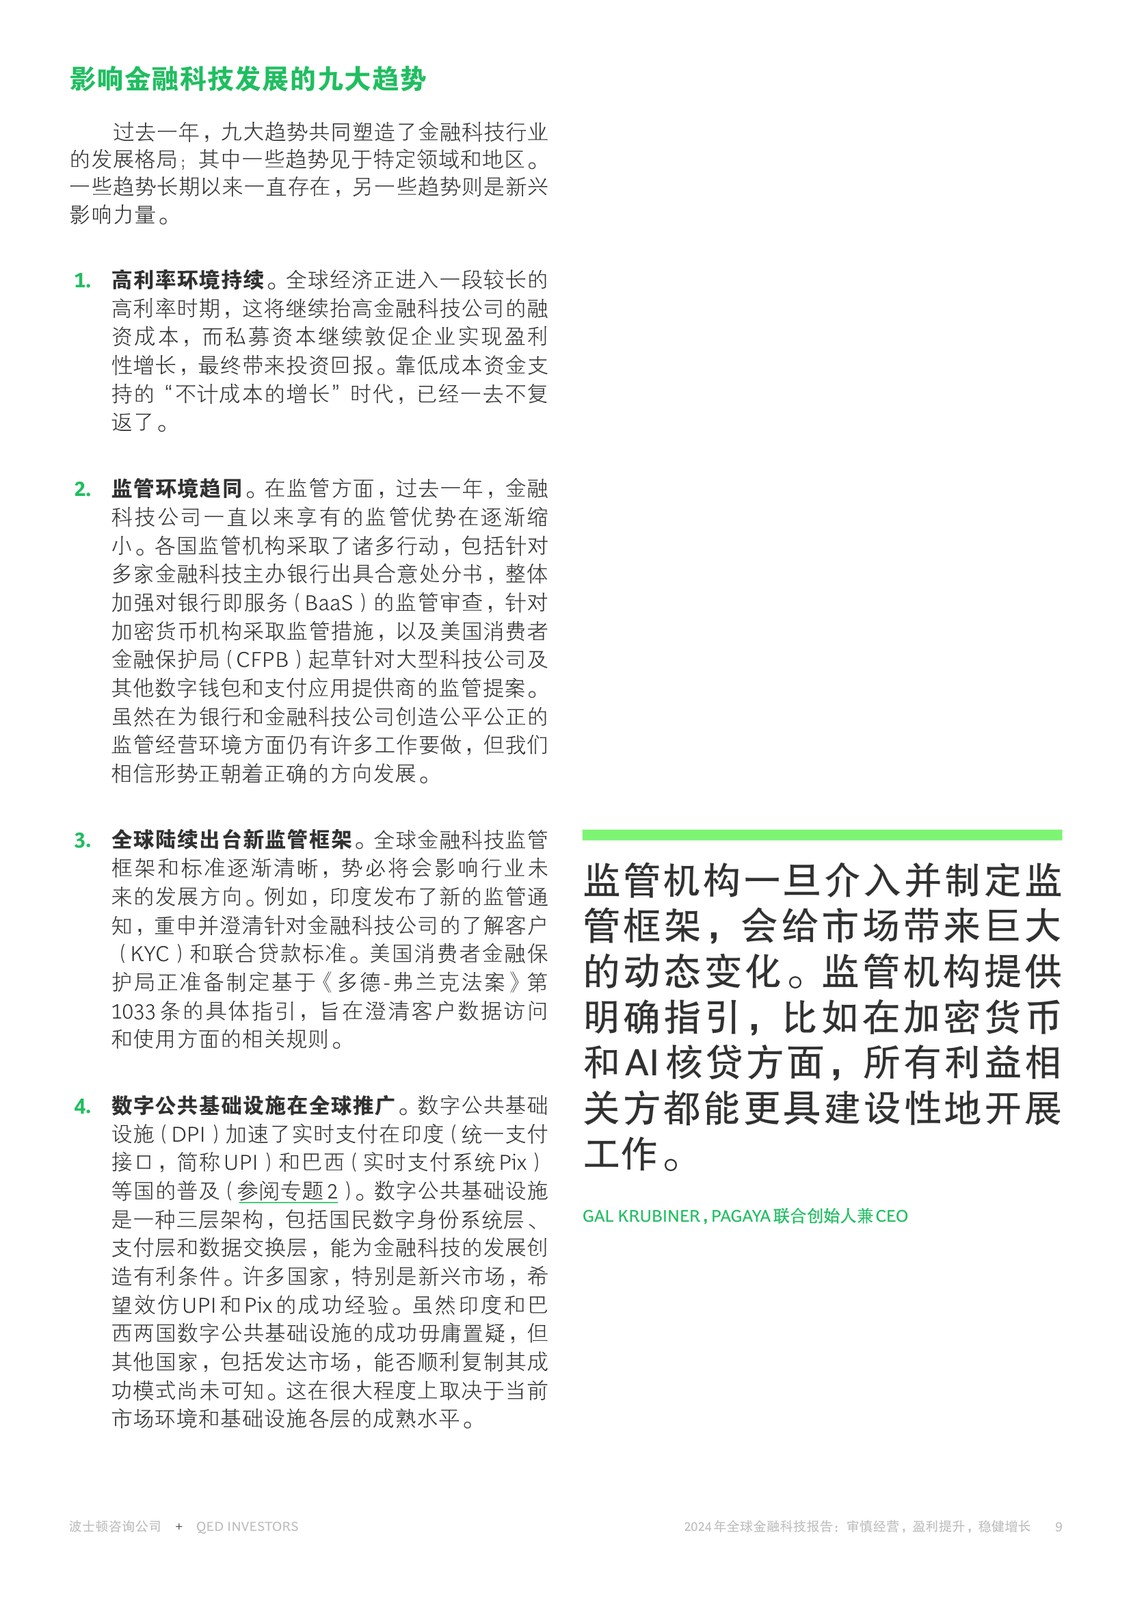 影响金融科技发展的九大趋势
过去一年，九大趋势共同塑造了金融科技行业
的发展格局；其中一些趋势见于特定领域和地区。
一些趋势长期以来一直存在，另一些趋势则是新兴
影响力量。
1. 高利率环境持续。全球经济正进入一段较长的
高利率时期，这将继续抬高金融科技公司的融
资成本，而私募资本继续敦促企业实现盈利
性增长，最终带来投资回报。靠低成本资金支
持的“不计成本的增长”时代，已经一去不复
返了。
2. 监管环境趋同。在监管方面，过去一年，金融
科技公司一直以来享有的监管优势在逐渐缩
小。各国监管机构采取了诸多行动，包括针对
多家金融科技主办银行出具合意处分书，整体
加强对银行即服务（BaaS）的监管审查，针对
加密货币机构采取监管措施，以及美国消费者
金融保护局（CFPB）起草针对大型科技公司及
其他数字钱包和支付应用提供商的监管提案。
虽然在为银行和金融科技公司创造公平公正的
监管经营环境方面仍有许多工作要做，但我们
相信形势正朝着正确的方向发展。
3. 全球陆续出台新监管框架。全球金融科技监管
框架和标准逐渐清晰，势必将会影响行业未
来的发展方向。例如，印度发布了新的监管通
知，重申并澄清针对金融科技公司的了解客户
（KYC）和联合贷款标准。美国消费者金融保
护局正准备制定基于《多德-弗兰克法案》第
1033条的具体指引，旨在澄清客户数据访问
和使用方面的相关规则。
4. 数字公共基础设施在全球推广。数字公共基础
设施（DPI）加速了实时支付在印度（统一支付
接口，简称UPI）和巴西（实时支付系统Pix）
等国的普及（参阅专题2）。数字公共基础设施
是一种三层架构，包括国民数字身份系统层、
支付层和数据交换层，能为金融科技的发展创
造有利条件。许多国家，特别是新兴市场，希
望效仿UPI和Pix的成功经验。虽然印度和巴
西两国数字公共基础设施的成功毋庸置疑，但
其他国家，包括发达市场，能否顺利复制其成
功模式尚未可知。这在很大程度上取决于当前
市场环境和基础设施各层的成熟水平。
监管机构一旦介入并制定监
管框架，会给市场带来巨大
的动态变化。监管机构提供
明确指引，比如在加密货币
和AI核贷方面，所有利益相
关方都能更具建设性地开展
工作。
GAL KRUBINER，PAGAYA联合创始人兼CEO
波士顿咨询公司 + QED INVESTORS
2024年全球金融科技报告：审慎经营，盈利提升，稳健增长 9